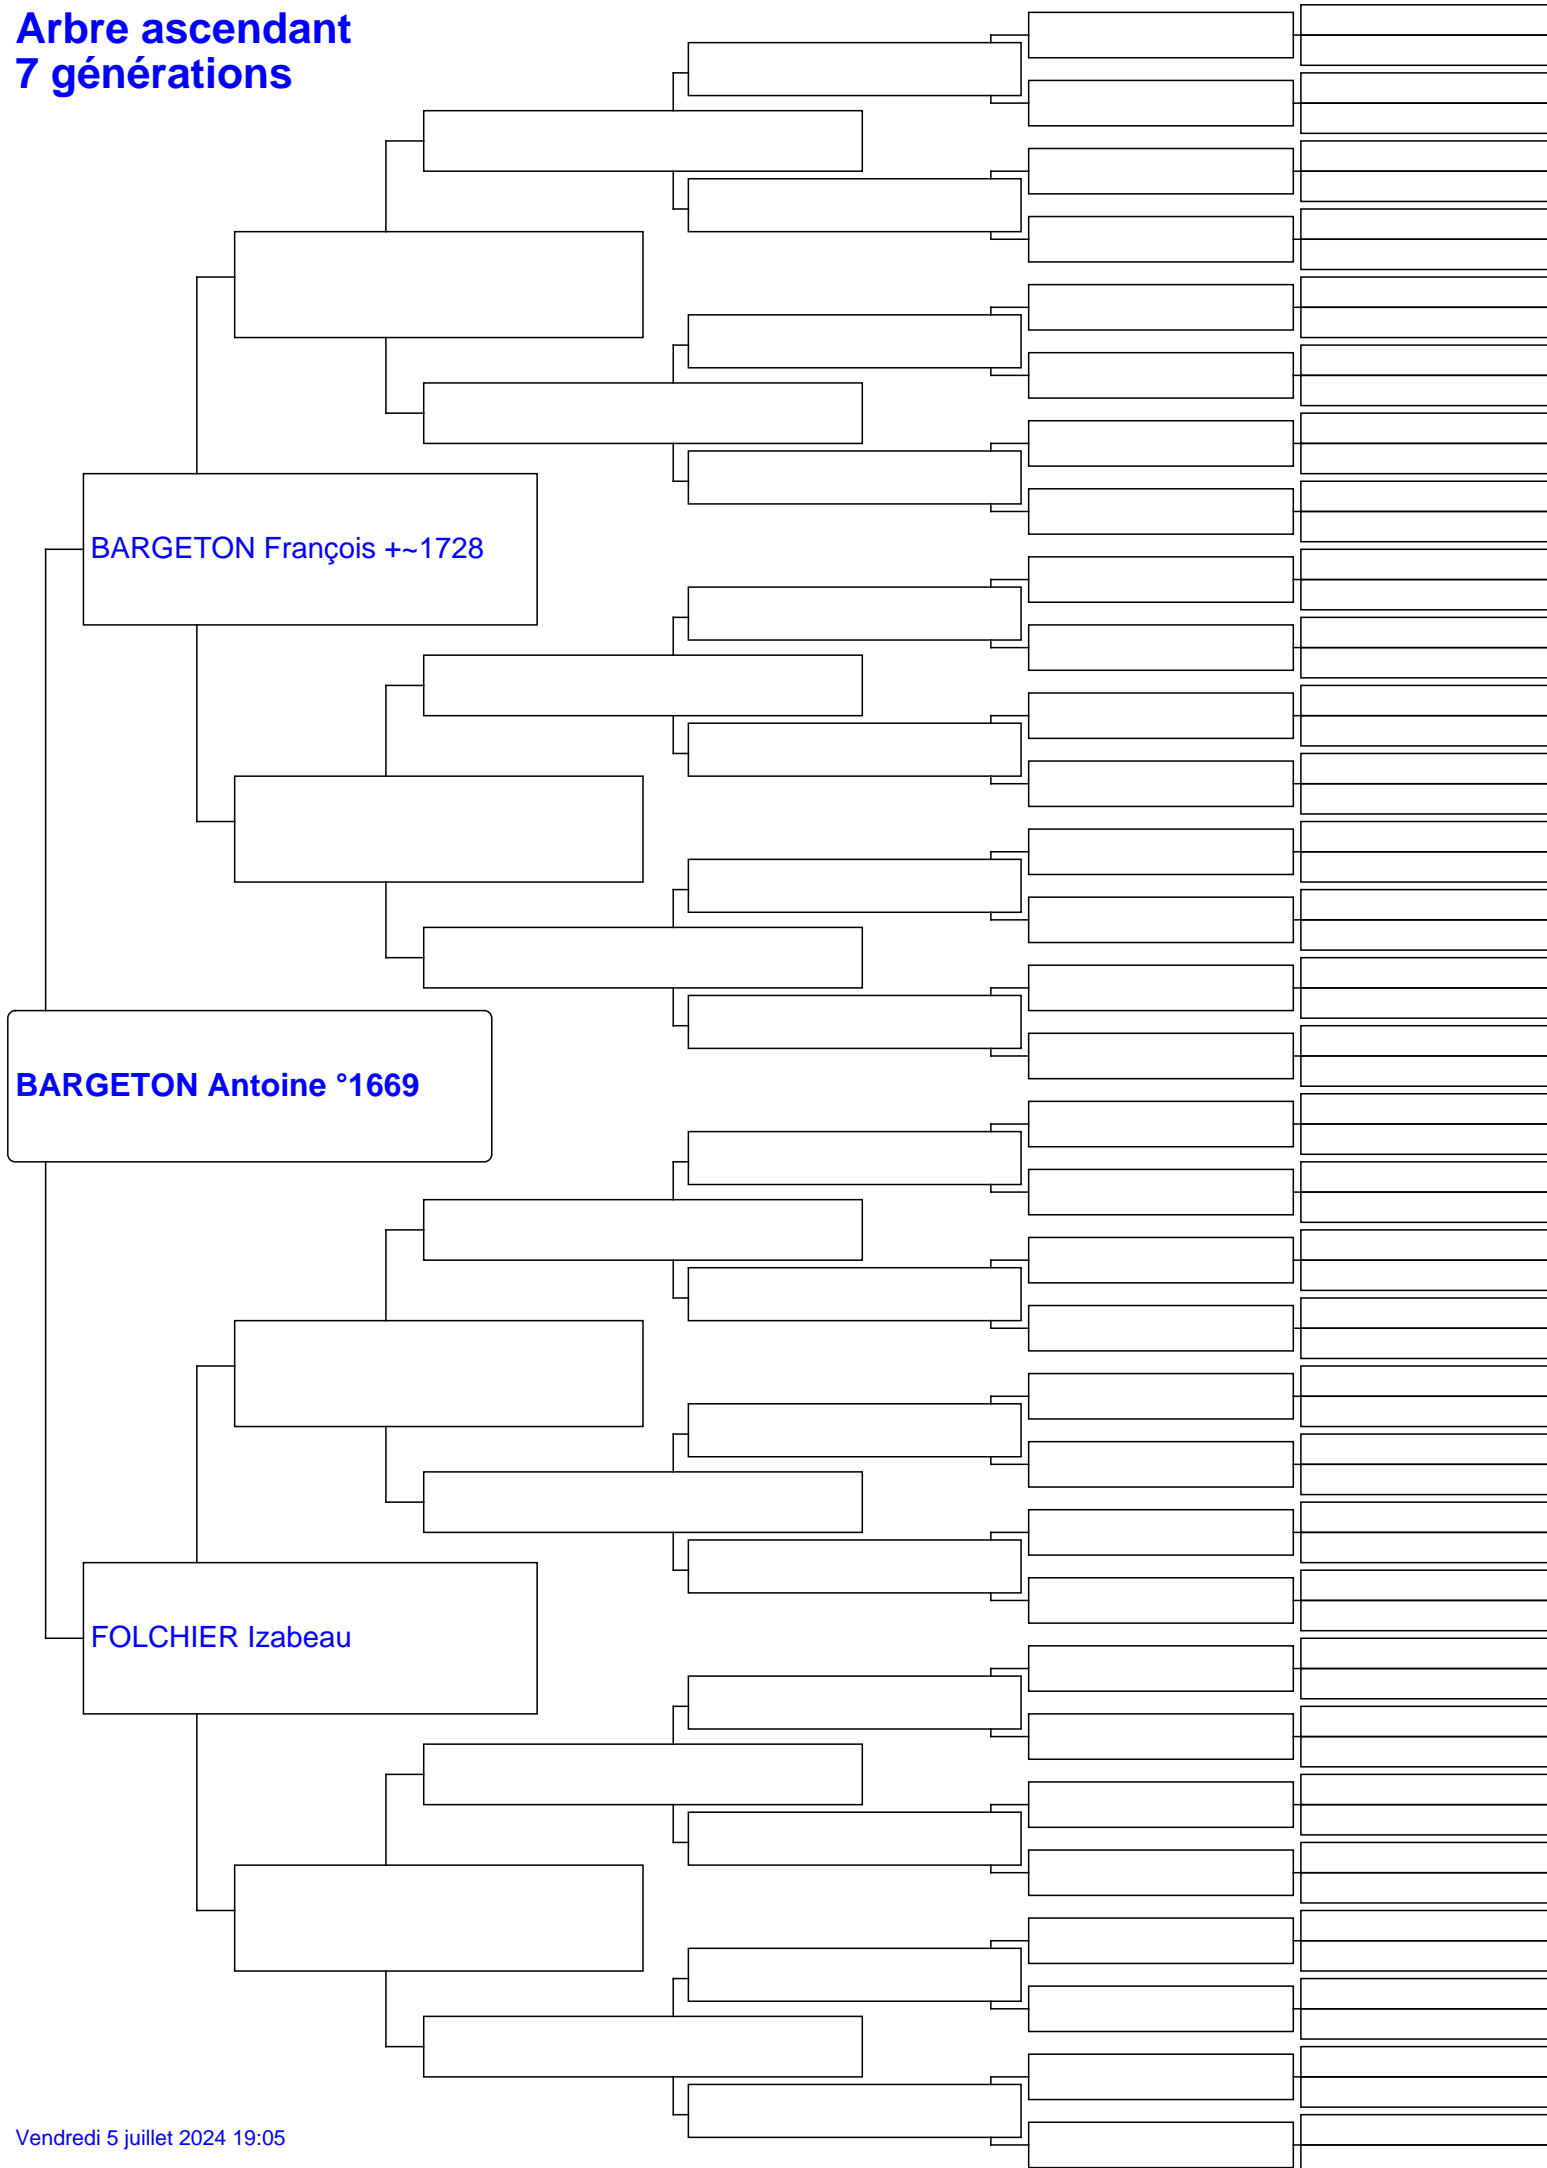 Arbre ascendant
7 générations
BARGETON François +~1728
BARGETON Antoine °1669
FOLCHIER Izabeau
Vendredi 5 juillet 2024 19:05